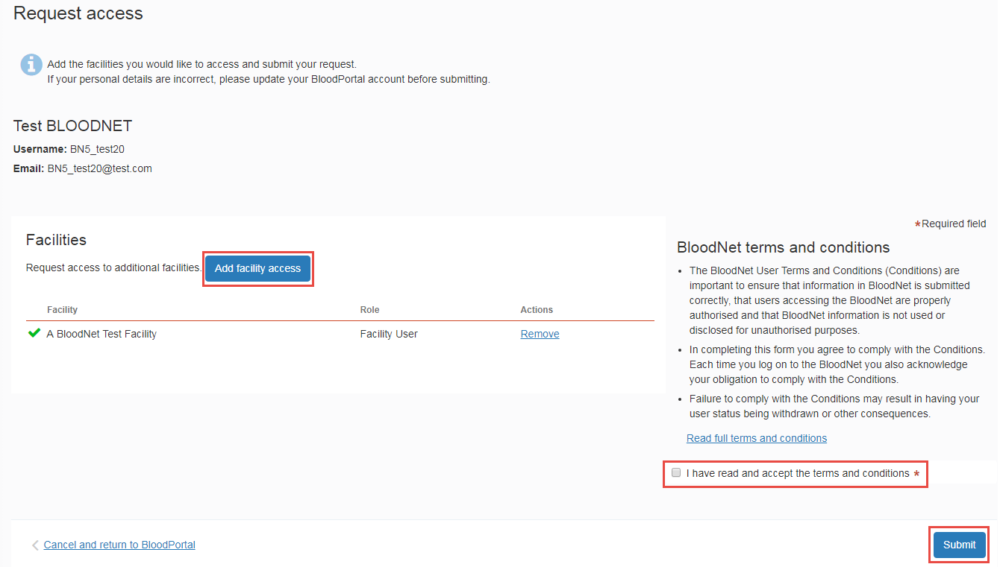 Request access
Add the facilities you would like to access and submit your request.
If your personal details are incorrect, please update your BloodPortal account before submitting.
Test BLOODNET
Username: BN5_test20
Email: BN5_test20@test.com
Facilities
Request access to additional facilities. Add facility access
Facility Role Actions
A BloodNet Test Facility Facility User Remove
*Required field
BloodNet terms and conditions
• The BloodNet User Terms and Conditions (Conditions) are
important to ensure that information in BloodNet is submitted
correctly, that users accessing the BloodNet are properly
authorised and that BloodNet information is not used or
disclosed for unauthorised purposes.
• In completing this form you agree to comply with the Conditions.
Each time you log on to the BloodNet you also acknowledge
your obligation to comply with the Conditions.
• Failure to comply with the Conditions may result in having your
user status being withdrawn or other consequences.
Read full terms and conditions
I have read and accept the terms and conditions *
Cancel and return to BloodPortal
Submit